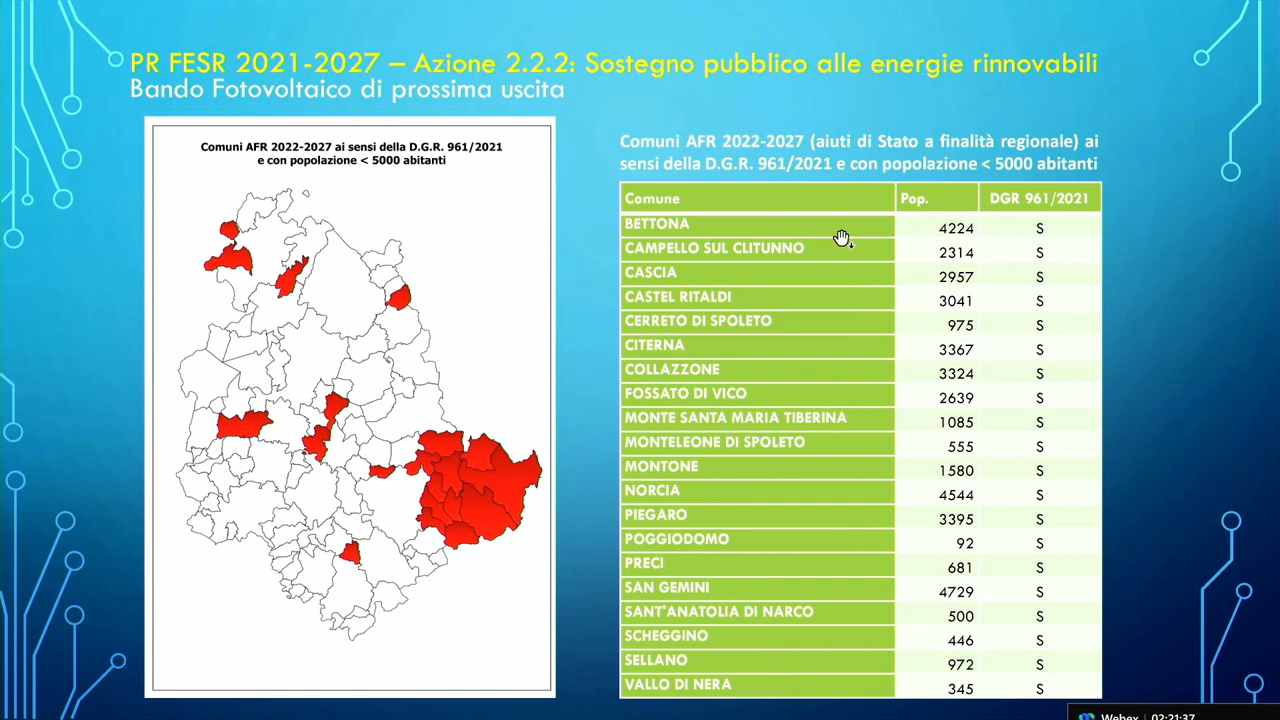 PR FESR 2021-2027 – Azione 2.2.2: Sostegno pubblico alle energie rinnovabili
Bando Fotovoltaico di prossima uscita
Comuni AFR 2022-2027 ai sensi della D.G.R. 961/2021
e con popolazione < 5000 abitanti
Comuni AFR 2022-2027 (aiuti di Stato a finalità regionale) ai
sensi della D.G.R. 961/2021 e con popolazione < 5000 abitanti
Comune Pop. DGR 961/2021
BETTONA 4224 S
CAMPELLO SUL CLITUNNO 2314 S
CASCIA 2957 S
CASTEL RITALDI 3041 S
CERRETO DI SPOLETO 975 S
CITERNA 3367 S
COLLAZZONE 3324 S
FOSSATO DI VICO 2639 S
MONTE SANTA MARIA TIBERINA 1085 S
MONTELEONE DI SPOLETO 555 S
MONTONE 1580 S
NORCIA 4544 S
PIEGARO 3395 S
POGGIODOMO 92 S
PRECI 681 S
SAN GEMINI 4729 S
SANT'ANATOLIA DI NARCO 500 S
SCHEGGINO 446 S
SELLANO 972 S
VALLO DI NERA 345 S
Webex 02:21:37